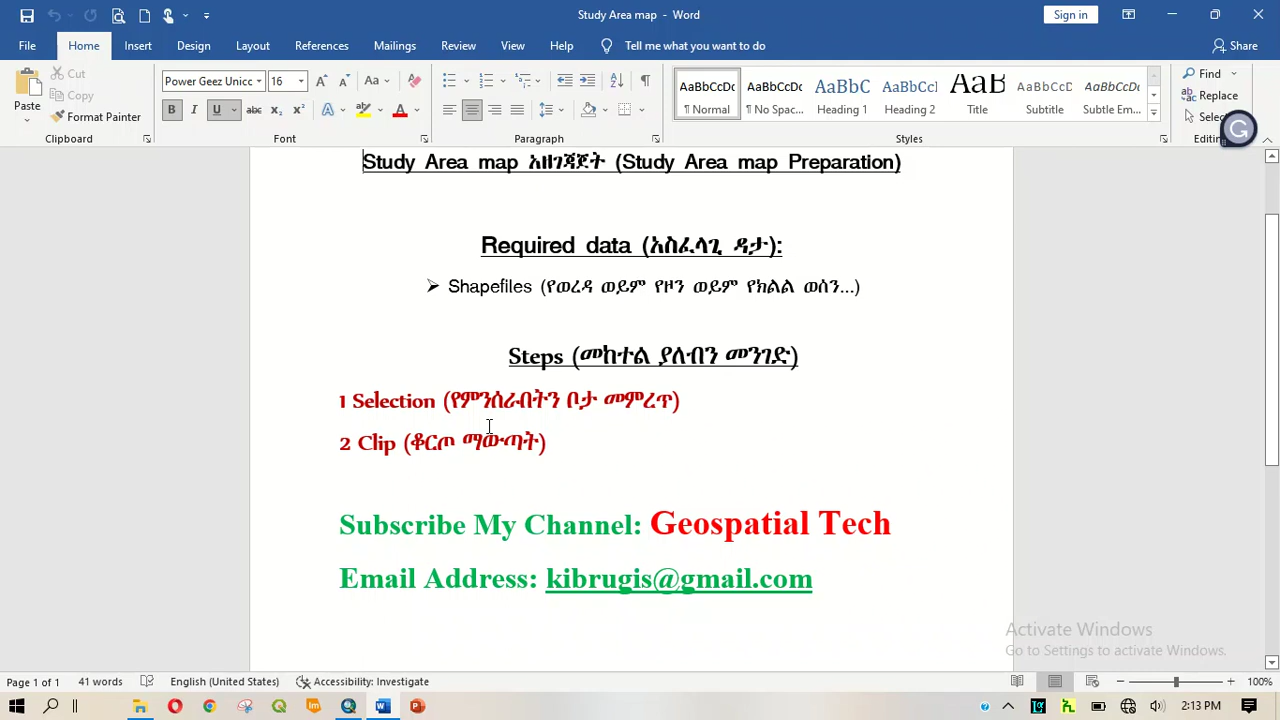 Study Area map - Word
Sign in
File Home Insert Design Layout References Mailings Review View Help Tell me what you want to do Share
Paste
Cut
Copy
Format Painter
Clipboard
Power Geez Unicc 16
Font
Paragraph
AaBbCcDc AaBbCcDc AaBbC AaBbCcD AaB AaBbCcDd AaBbCcDd
¶ Normal ¶ No Spac... Heading 1 Heading 2 Title Subtitle Subtle Em...
Styles
Find
Replace
Select
Editing
Study Area map አዘገጃጀት (Study Area map Preparation)
Required data (አስፈላጊ ዳታ):
➢ Shapefiles (የወረዳ ወይም የዞን ወይም የክልል ወሰን...)
Steps (መከተል ያለብን መንገድ)
1 Selection (የምንሰራበትን ቦታ መምረጥ)
2 Clip (ቆርጦ ማውጣት)
Subscribe My Channel: Geospatial Tech
Email Address: kibrugis@gmail.com
Activate Windows
Go to Settings to activate Windows.
Page 1 of 1 41 words English (United States) Accessibility: Investigate 100%
2:13 PM